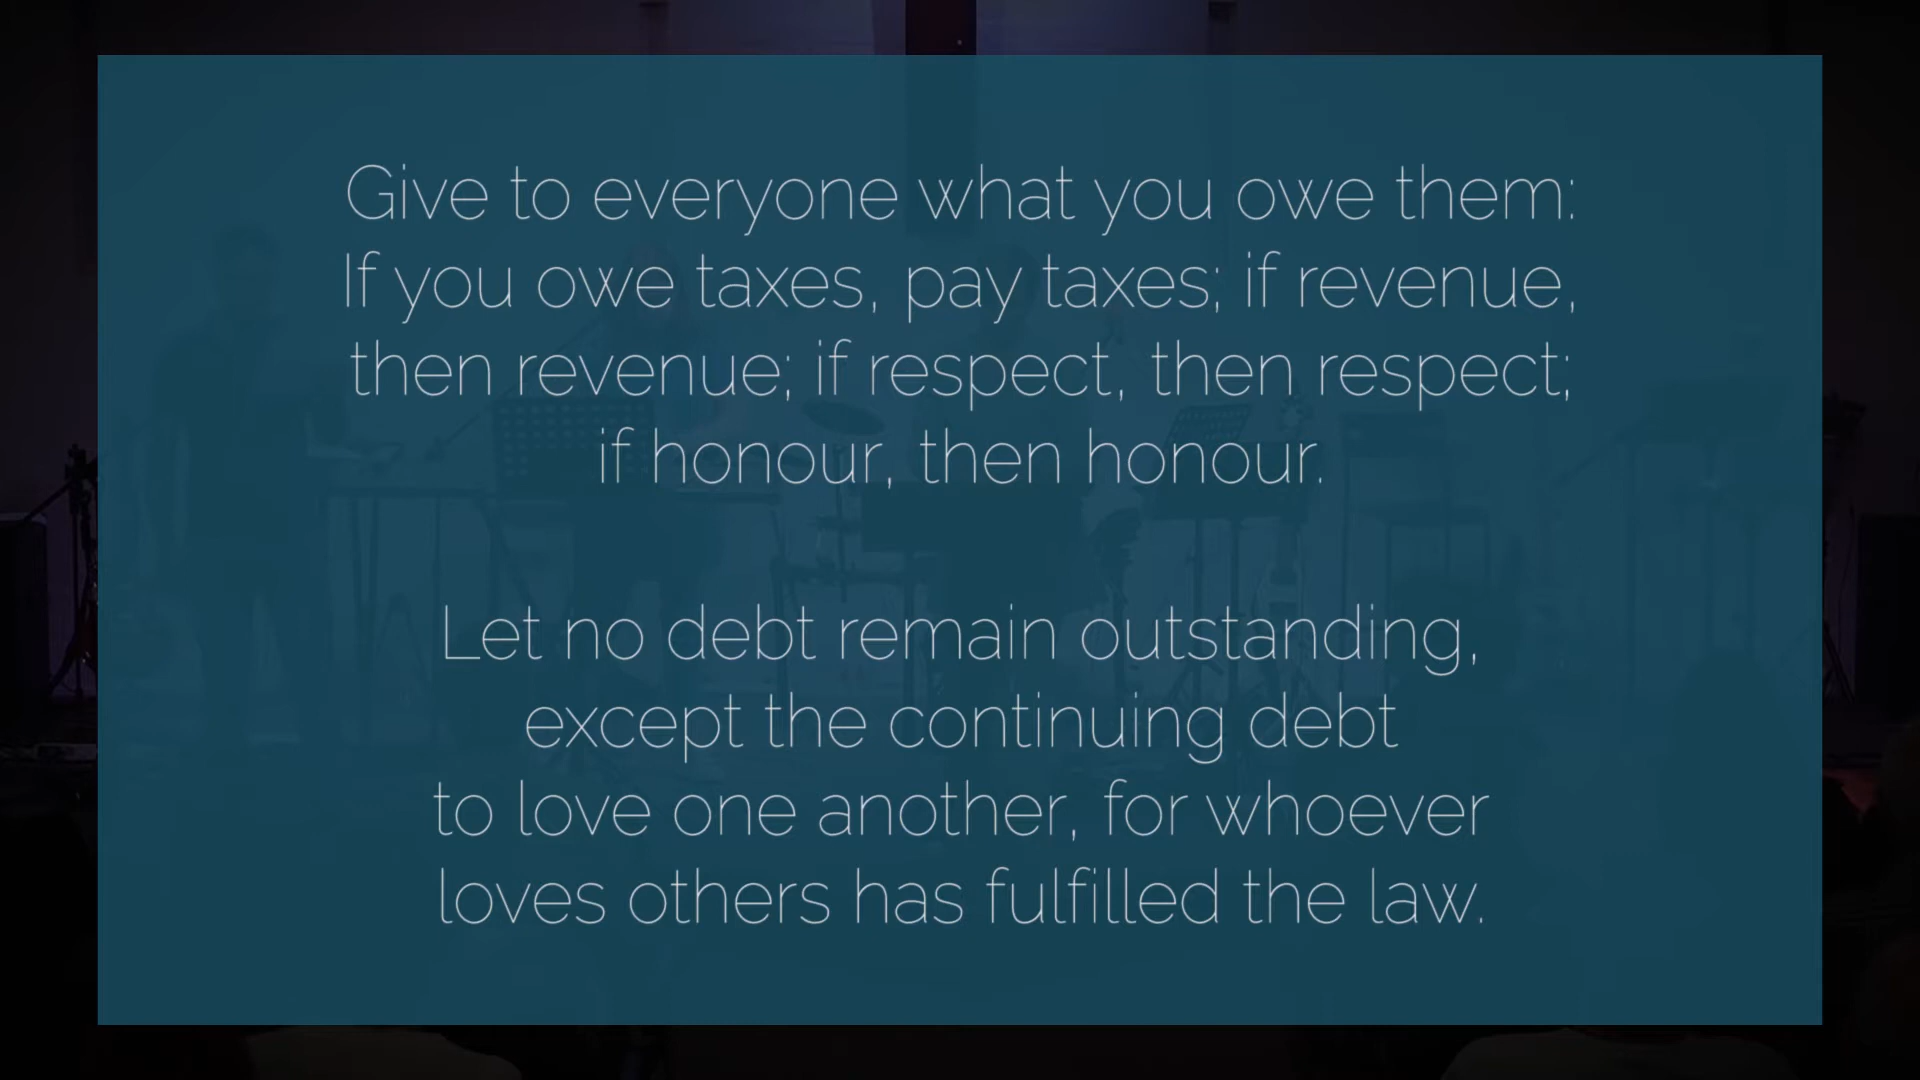 Give to everyone what you owe them:
If you owe taxes, pay taxes; if revenue,
then revenue; if respect, then respect;
if honour, then honour.
Let no debt remain outstanding,
except the continuing debt
to love one another, for whoever
loves others has fulfilled the law.